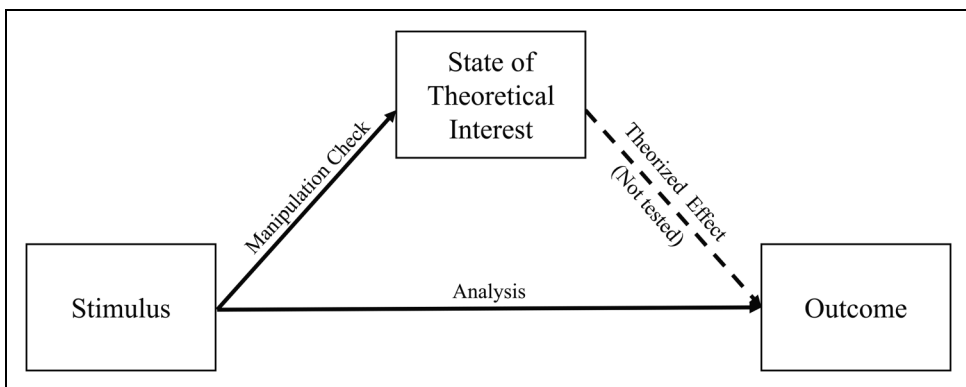 State of
Theoretical
Interest
Manipulation Check
Theorized Effect
(Not tested)
Stimulus
Analysis
Outcome